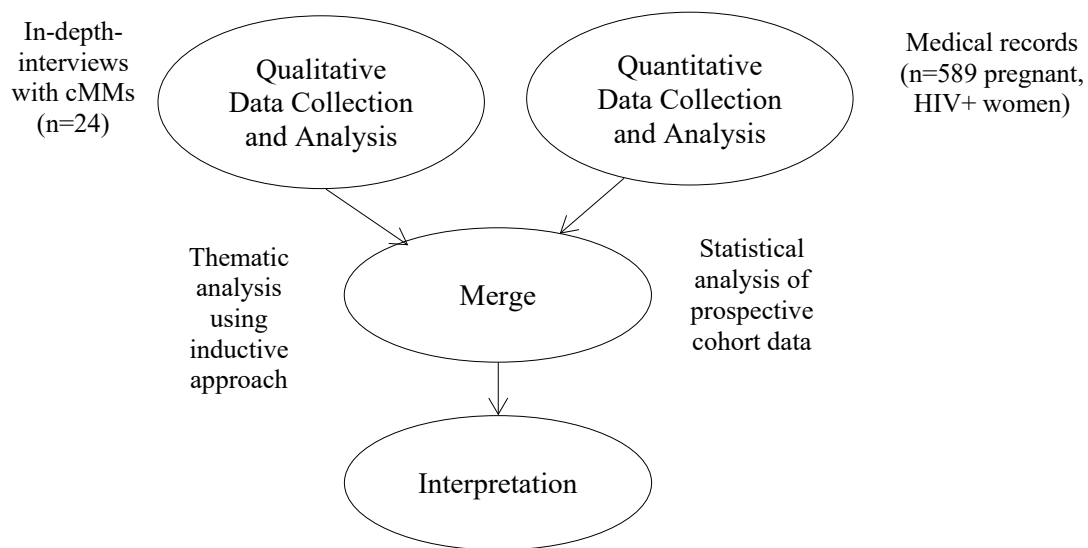 In-depth-
interviews
with cMMs
(n=24)
Qualitative
Data Collection
and Analysis
Quantitative
Data Collection
and Analysis
Medical records
(n=589 pregnant,
HIV+ women)
Thematic
analysis
using
inductive
approach
Merge
Statistical
analysis of
prospective
cohort data
Interpretation